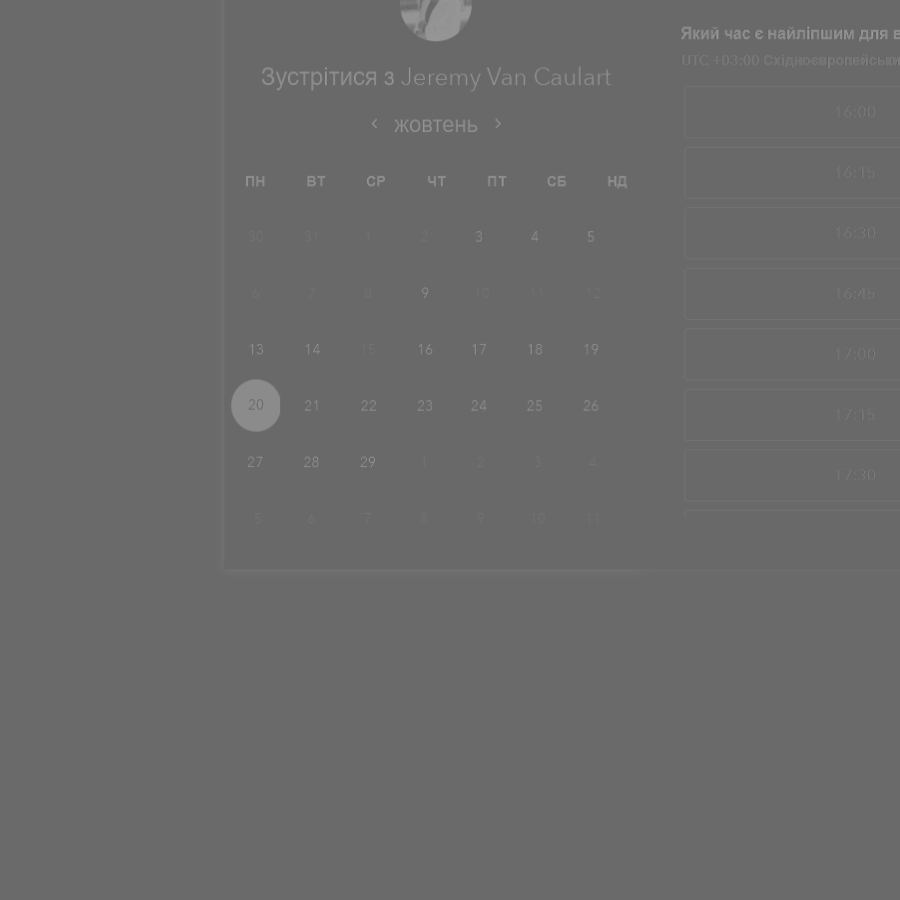 Зустрітися з Jeremy Van Caulart
жовтень
ПН ВТ СР ЧТ ПТ СБ НД
30 31 1 2 3 4 5
6 7 8 9 10 11 12
13 14 15 16 17 18 19
20 21 22 23 24 25 26
27 28 29 1 2 3 4
5 6 7 8 9 10 11
Який час є найліпшим для
UTC +03:00 Східноєвропейськи
16:00
16:15
16:30
16:45
17:00
17:15
17:30